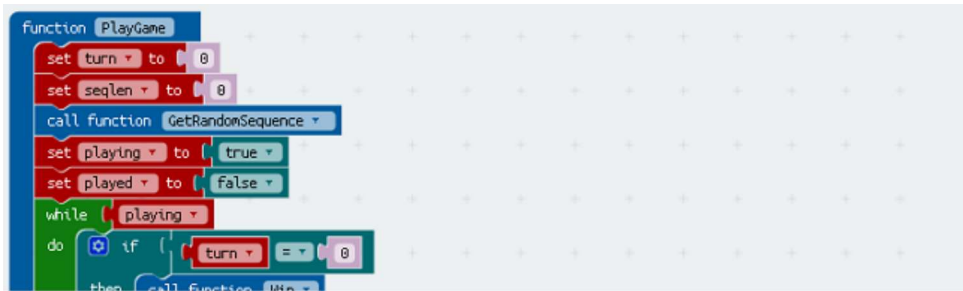 function PlayGame
set turn to 0
set seqlen to 0
call function GetRandomSequence
set playing to true
set played to false
while playing
do if turn = 0
then call function Win